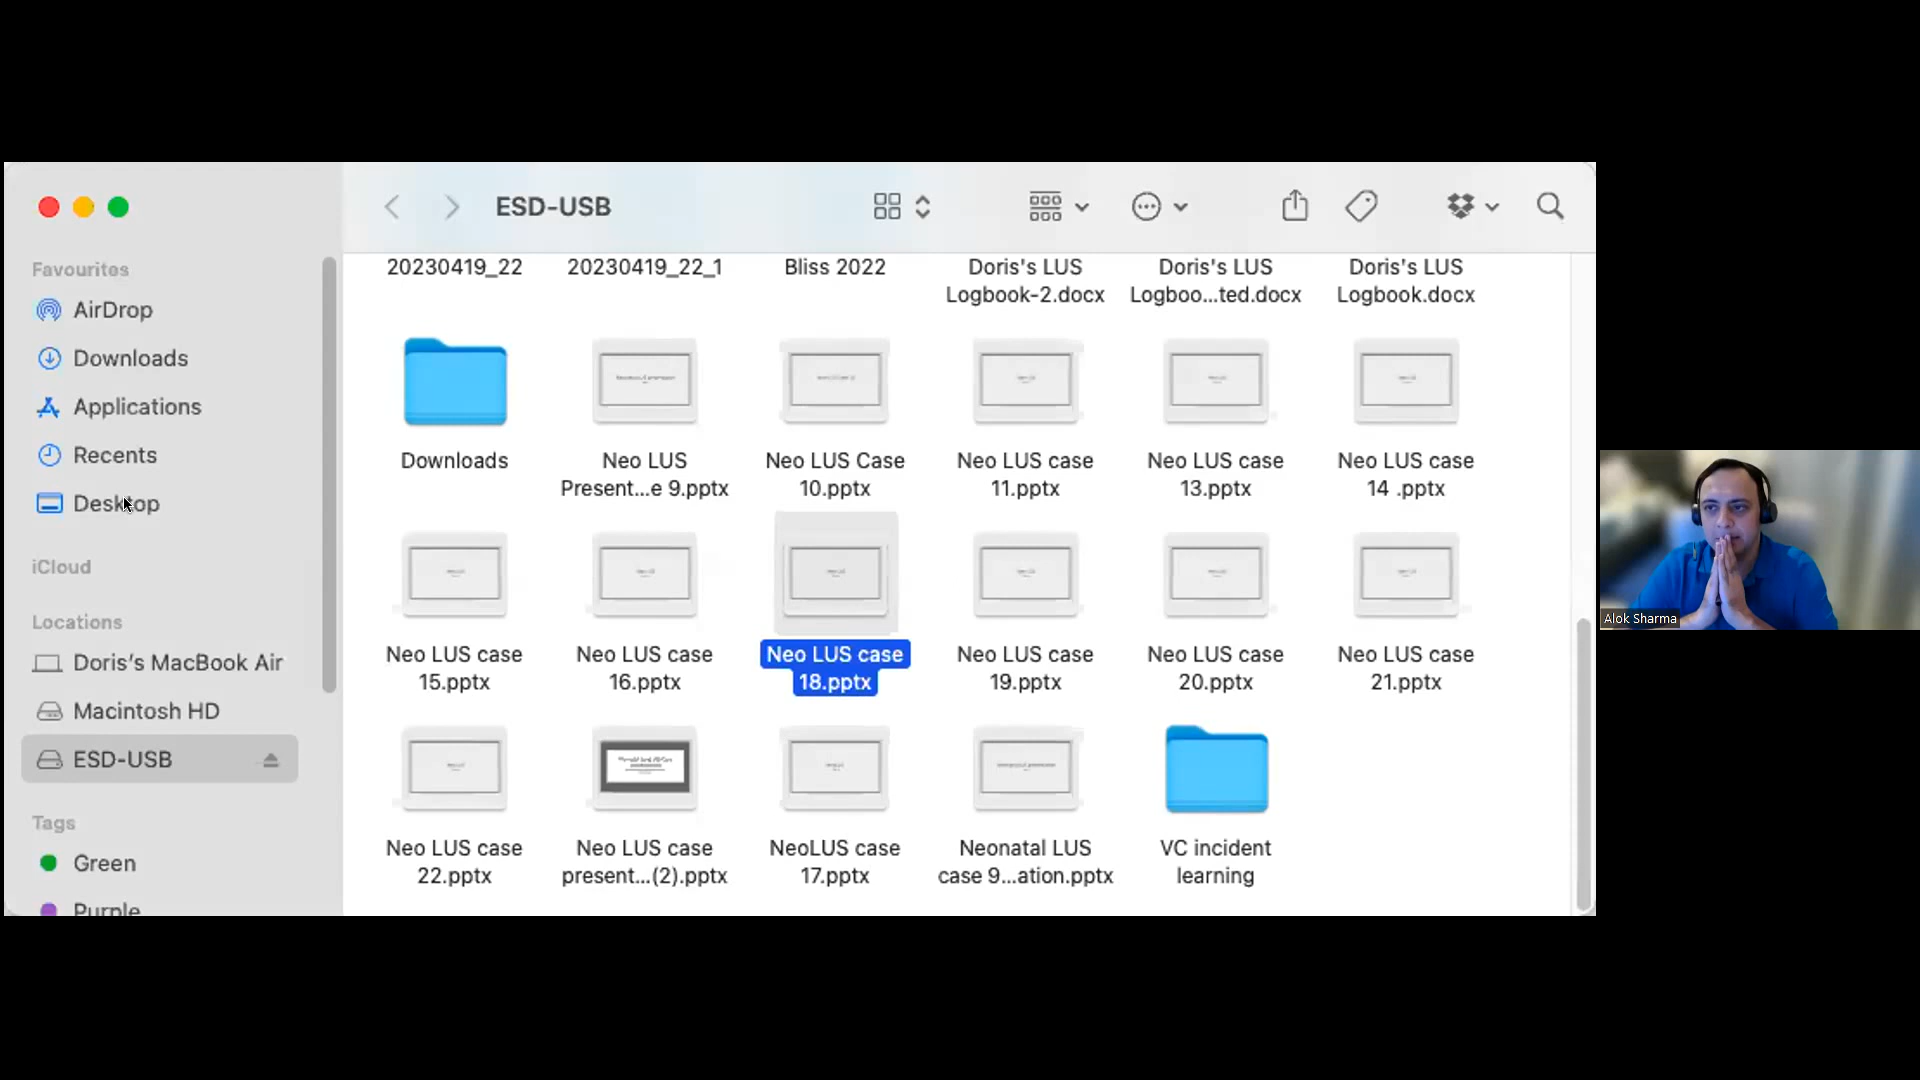 ESD-USB
Favourites
AirDrop
Downloads
Applications
Recents
Desktop
iCloud
Locations
Doris's MacBook Air
Macintosh HD
ESD-USB
Tags
Green
Purple
20230419_22
20230419_22_1
Bliss 2022
Doris's LUS
Logbook-2.docx
Doris's LUS
Logboo...ted.docx
Doris's LUS
Logbook.docx
Downloads
Neo LUS
Present...e 9.pptx
Neo LUS Case
10.pptx
Neo LUS case
11.pptx
Neo LUS case
13.pptx
Neo LUS case
14 .pptx
Neo LUS case
15.pptx
Neo LUS case
16.pptx
Neo LUS case
18.pptx
Neo LUS case
19.pptx
Neo LUS case
20.pptx
Neo LUS case
21.pptx
Neo LUS case
22.pptx
Neo LUS case
present...(2).pptx
NeoLUS case
17.pptx
Neonatal LUS
case 9...ation.pptx
VC incident
learning
Alok Sharma